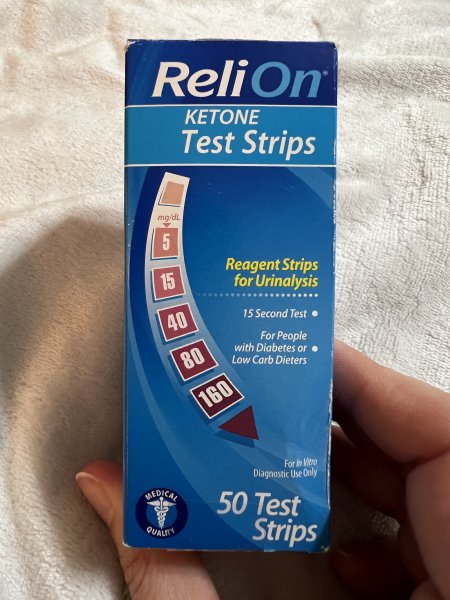 ReliOn®
KETONE
Test Strips
mg/dL
5
15
40
80
160
Reagent Strips
for Urinalysis
15 Second Test •
For People
with Diabetes or •
Low Carb Dieters
For In Vitro
Diagnostic Use Only
MEDICAL
QUALITY
50 Test
Strips